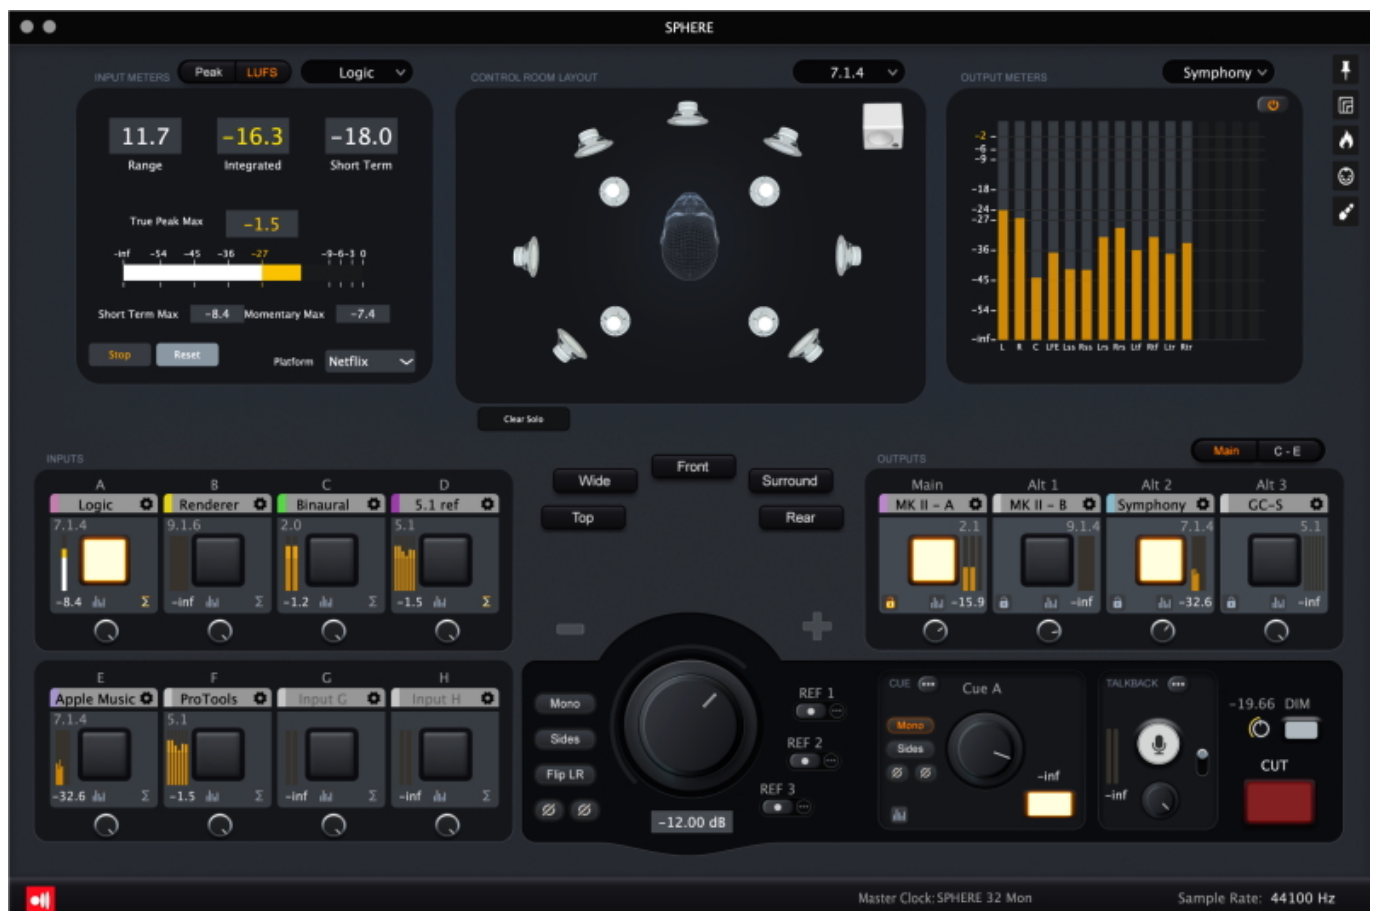 SPHERE
INPUT METERS Peak LUFS Logic
CONTROL ROOM LAYOUT 7.1.4
OUTPUT METERS Symphony
11.7 -16.3 -18.0
Range Integrated Short Term
True Peak Max -1.5
-inf -54 -45 -36 -27 -9 -6 -3 0
Short Term Max -8.4 Momentary Max -7.4
Stop Reset Platform Netflix
-2
-6
-9
-18
-24
-27
-36
-45
-54
-inf
L R C LFE Lss Rss Lrs Rrs Ltf Rtf Ltr Rtr
Clear Solo
INPUTS
A B C D
Logic Renderer Binaural 5.1 ref
7.1.4 9.1.6 2.0 5.1
-8.4 Σ -inf Σ -1.2 Σ -1.5 Σ
E F G H
Apple Music ProTools Input G Input H
7.1.4 5.1
-32.6 Σ -1.5 Σ -inf Σ -inf Σ
Wide Front Surround
Top Rear
OUTPUTS Main C - E
Main Alt 1 Alt 2 Alt 3
MK II - A MK II - B Symphony GC-S
2.1 9.1.4 7.1.4 5.1
-15.9 -inf -32.6 -inf
Mono
Sides
Flip LR
Ø Ø
-12.00 dB
REF 1
REF 2
REF 3
CUE Cue A
Mono
Sides
Ø Ø
-inf
TALKBACK
-inf
-19.66 DIM
CUT
Master Clock: SPHERE 32 Mon
Sample Rate: 44100 Hz